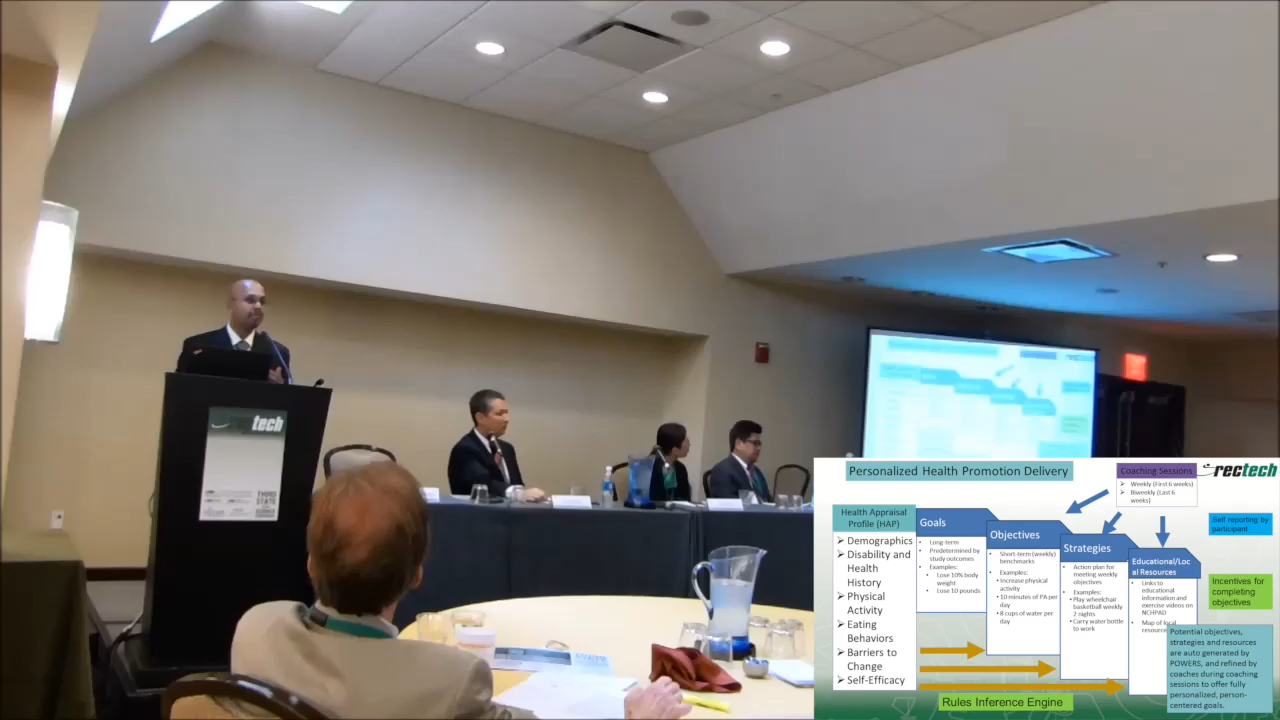 tech
THIRD
STATE
Personalized Health Promotion Delivery
Coaching Sessions
➢ Weekly (First 6 weeks)
➢ Biweekly (Last 6
weeks)
rectech
Health Appraisal
Profile (HAP)
➢ Demographics
➢ Disability and
Health
History
➢ Physical
Activity
➢ Eating
Behaviors
➢ Barriers to
Change
➢ Self-Efficacy
Goals
• Long-term
• Predetermined by
study outcomes
• Examples:
• Lose 10% body
weight
• Lose 10 pounds
Objectives
• Short-term (weekly)
benchmarks
• Examples:
• Increase physical
activity
• 10 minutes of PA per
day
• 8 cups of water per
day
Strategies
• Action plan for
meeting weekly
objectives
• Examples:
• Play wheelchair
basketball weekly
2 nights
• Carry water bottle
to work
Educational/Loc
al Resources
• Links to
educational
information and
exercise videos on
NCHPAD
• Map of local
resource
Self reporting by
participant
Incentives for
completing
objectives
Potential objectives,
strategies and resources
are auto generated by
POWERS, and refined by
coaches during coaching
sessions to offer fully
personalized, person-
centered goals.
Rules Inference Engine